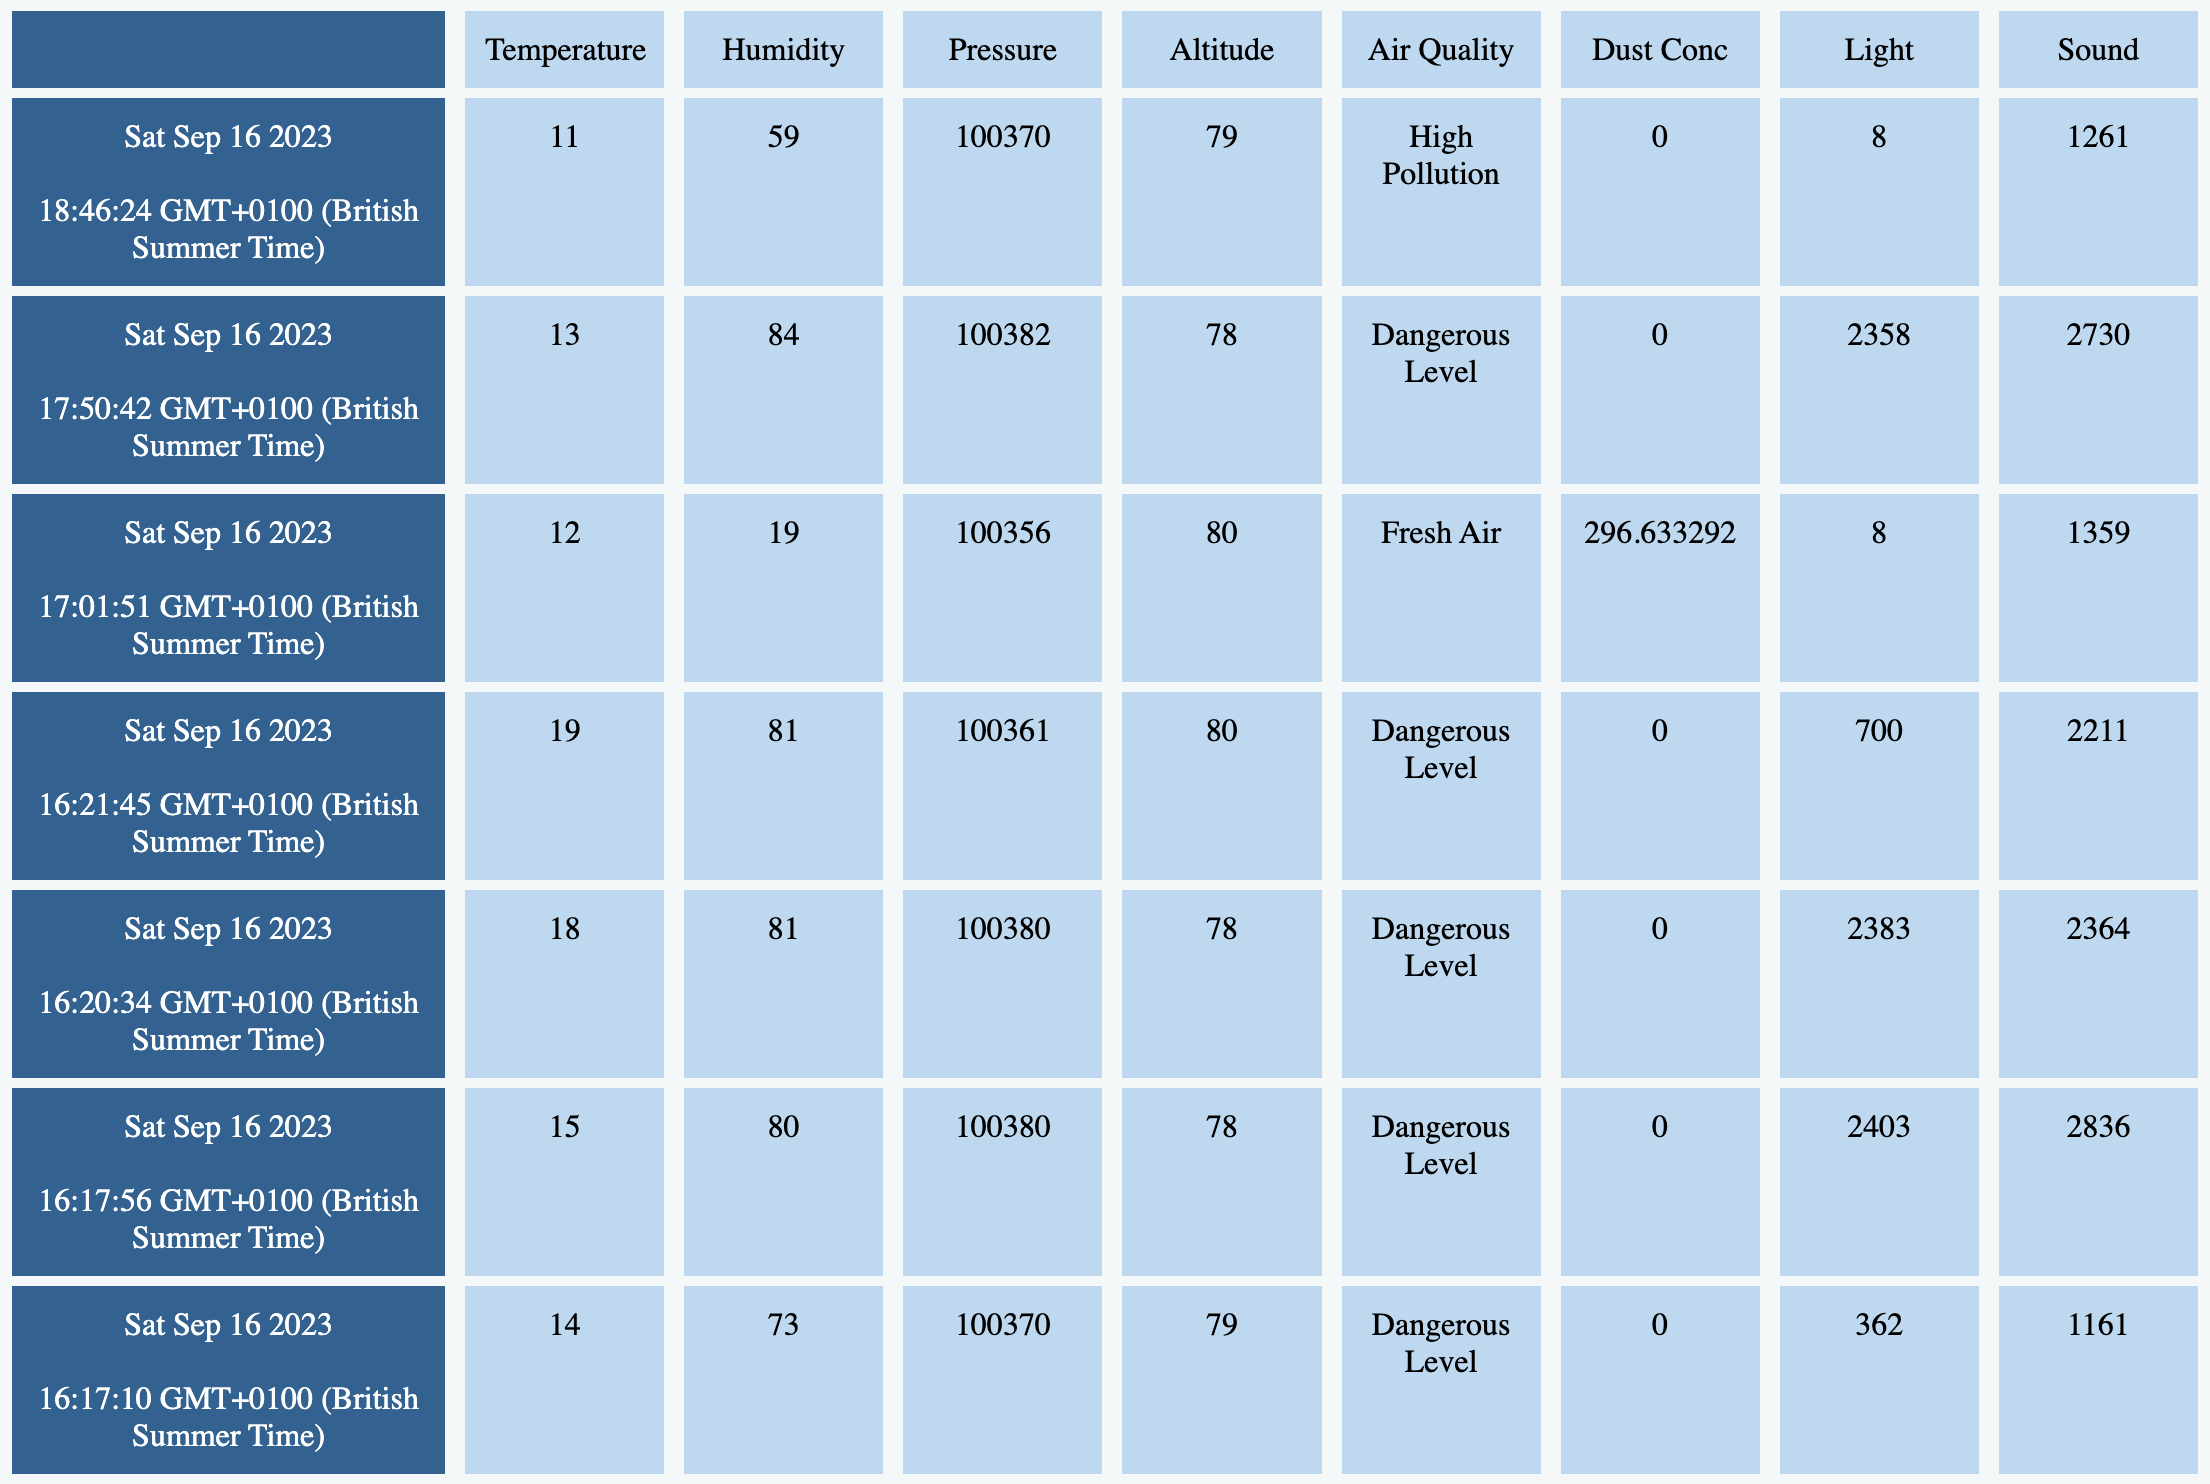 Temperature Humidity Pressure Altitude Air Quality Dust Conc Light Sound
Sat Sep 16 2023 11 59 100370 79 High 0 8 1261
Pollution
18:46:24 GMT+0100 (British
Summer Time)
Sat Sep 16 2023 13 84 100382 78 Dangerous 0 2358 2730
Level
17:50:42 GMT+0100 (British
Summer Time)
Sat Sep 16 2023 12 19 100356 80 Fresh Air 296.633292 8 1359
17:01:51 GMT+0100 (British
Summer Time)
Sat Sep 16 2023 19 81 100361 80 Dangerous 0 700 2211
Level
16:21:45 GMT+0100 (British
Summer Time)
Sat Sep 16 2023 18 81 100380 78 Dangerous 0 2383 2364
Level
16:20:34 GMT+0100 (British
Summer Time)
Sat Sep 16 2023 15 80 100380 78 Dangerous 0 2403 2836
Level
16:17:56 GMT+0100 (British
Summer Time)
Sat Sep 16 2023 14 73 100370 79 Dangerous 0 362 1161
Level
16:17:10 GMT+0100 (British
Summer Time)